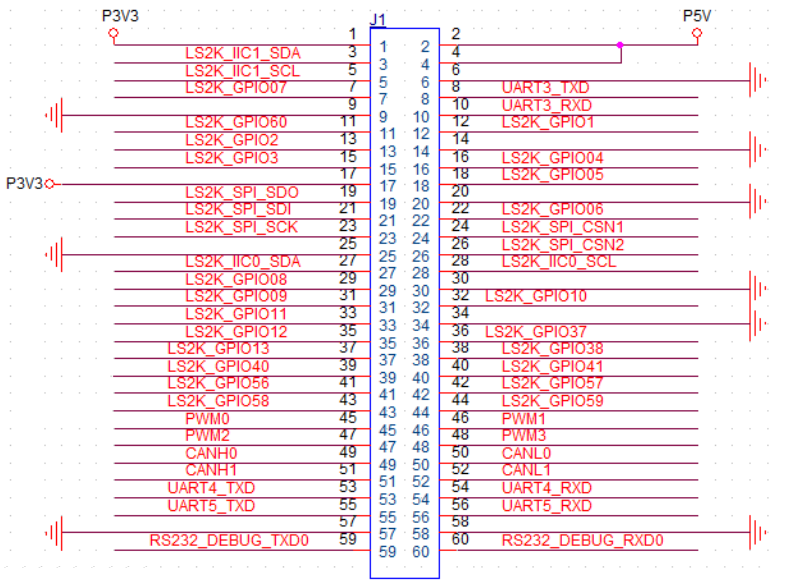 P3V3 J1 P5V
1 1 2 2
LS2K_IIC1_SDA 3 3 4 4
LS2K_IIC1_SCL 5 5 6 6
LS2K_GPIO07 7 7 8 8 UART3_TXD
9 9 10 10 UART3_RXD
LS2K_GPIO60 11 11 12 12 LS2K_GPIO1
LS2K_GPIO2 13 13 14 14
LS2K_GPIO3 15 15 16 16 LS2K_GPIO04
P3V3 17 17 18 18 LS2K_GPIO05
LS2K_SPI_SDO 19 19 20 20
LS2K_SPI_SDI 21 21 22 22 LS2K_GPIO06
LS2K_SPI_SCK 23 23 24 24 LS2K_SPI_CSN1
25 25 26 26 LS2K_SPI_CSN2
LS2K_IIC0_SDA 27 27 28 28 LS2K_IIC0_SCL
LS2K_GPIO08 29 29 30 30
LS2K_GPIO09 31 31 32 32 LS2K_GPIO10
LS2K_GPIO11 33 33 34 34
LS2K_GPIO12 35 35 36 36 LS2K_GPIO37
LS2K_GPIO13 37 37 38 38 LS2K_GPIO38
LS2K_GPIO40 39 39 40 40 LS2K_GPIO41
LS2K_GPIO56 41 41 42 42 LS2K_GPIO57
LS2K_GPIO58 43 43 44 44 LS2K_GPIO59
PWM0 45 45 46 46 PWM1
PWM2 47 47 48 48 PWM3
CANH0 49 49 50 50 CANL0
CANH1 51 51 52 52 CANL1
UART4_TXD 53 53 54 54 UART4_RXD
UART5_TXD 55 55 56 56 UART5_RXD
57 57 58 58
RS232_DEBUG_TXD0 59 59 60 60 RS232_DEBUG_RXD0